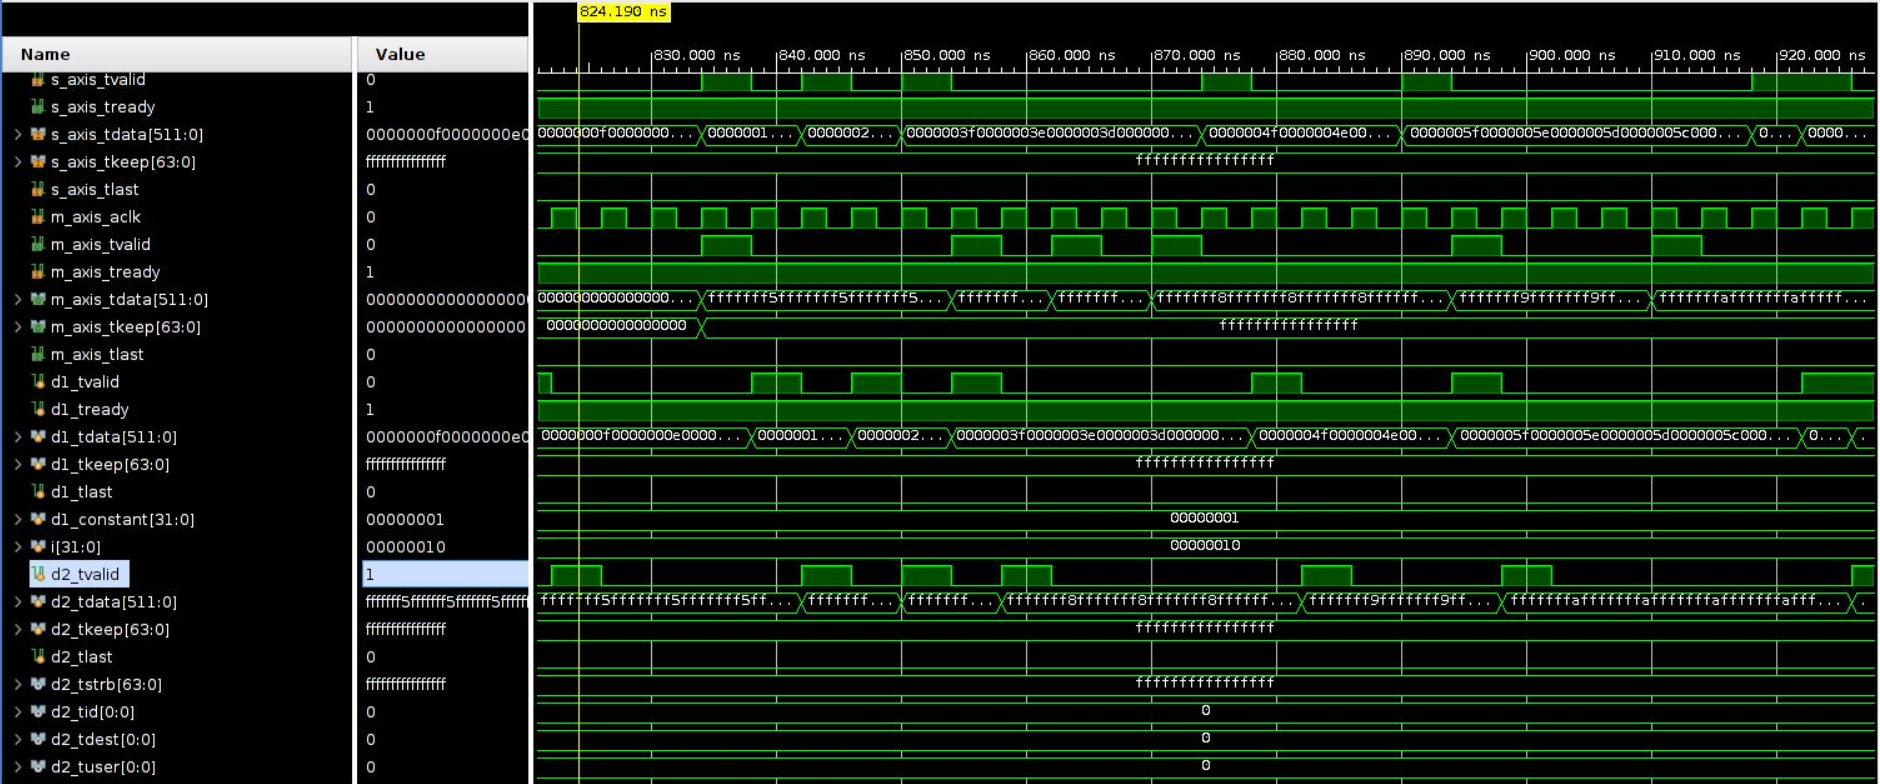 824.190 ns
Name Value
830.000 ns 840.000 ns 850.000 ns 860.000 ns 870.000 ns 880.000 ns 890.000 ns 900.000 ns 910.000 ns 920.000 ns
s_axis_tvalid 0
s_axis_tready 1
s_axis_tdata[511:0] 0000000f0000000e0 0000000f0000000... 0000001... 0000002... 0000003f0000003e0000003d000000... 0000004f0000004e00... 0000005f0000005e0000005d0000005c000... 0... 0000...
s_axis_tkeep[63:0] ffffffffffffffff ffffffffffffffff
s_axis_tlast 0
m_axis_aclk 0
m_axis_tvalid 0
m_axis_tready 1
m_axis_tdata[511:0] 00000000000000000 000000000000000... fffffff5fffffff5fffffff5... fffffff... fffffff... fffffff8fffffff8fffffff8ffffff... fffffff9fffffff9ff... fffffffafffffffafffff...
m_axis_tkeep[63:0] 0000000000000000 0000000000000000 ffffffffffffffff
m_axis_tlast 0
d1_tvalid 0
d1_tready 1
d1_tdata[511:0] 0000000f0000000e0 0000000f0000000e0000... 0000001... 0000002... 0000003f0000003e0000003d000000... 0000004f0000004e00... 0000005f0000005e0000005d0000005c000... 0...
d1_tkeep[63:0] ffffffffffffffff ffffffffffffffff
d1_tlast 0
d1_constant[31:0] 00000001 00000001
i[31:0] 00000010 00000010
d2_tvalid 1
d2_tdata[511:0] fffffff5fffffff5fffffff5fffff fffffff5fffffff5fffffff5ff... fffffff... fffffff... fffffff8fffffff8fffffff8ffffff... fffffff9fffffff9ff... fffffffafffffffafffffffafffffffafff...
d2_tkeep[63:0] ffffffffffffffff ffffffffffffffff
d2_tlast 0
d2_tstrb[63:0] ffffffffffffffff ffffffffffffffff
d2_tid[0:0] 0 0
d2_tdest[0:0] 0 0
d2_tuser[0:0] 0 0